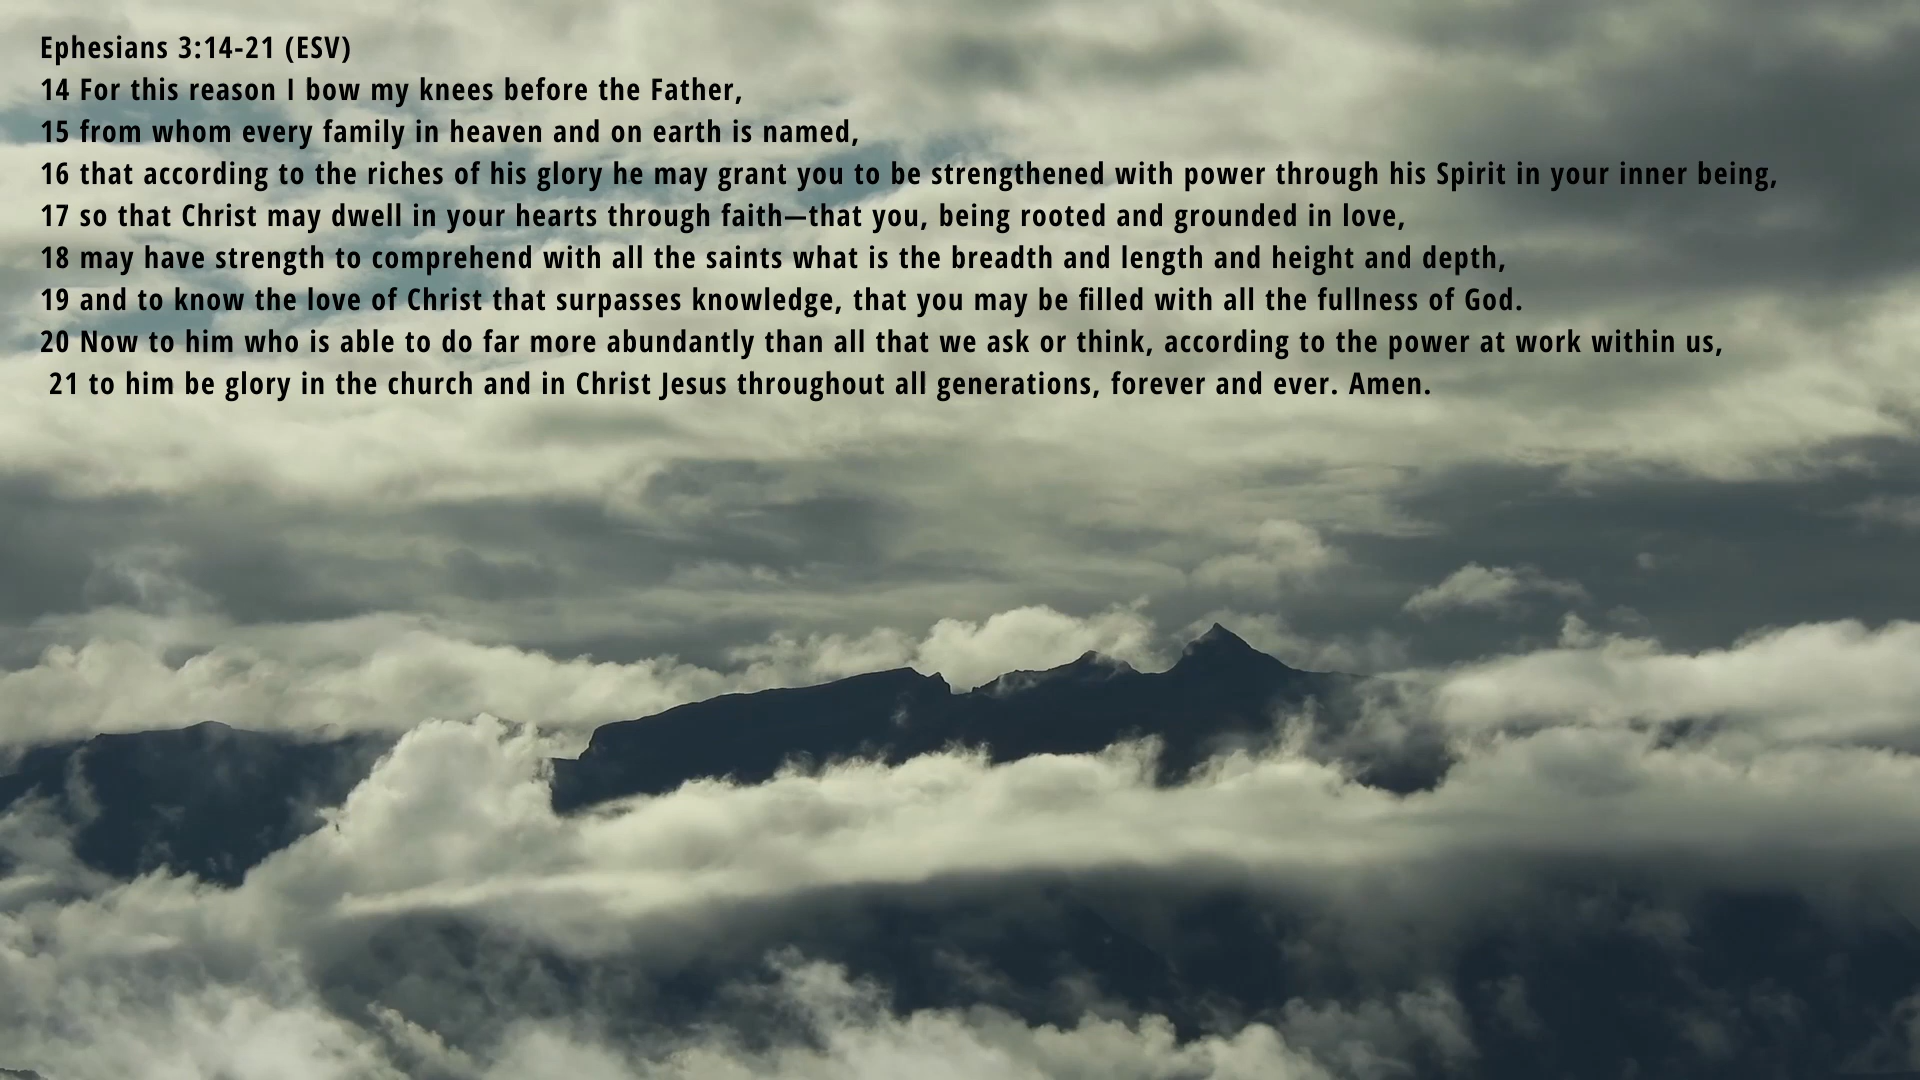 Ephesians 3:14-21 (ESV)
14 For this reason I bow my knees before the Father,
15 from whom every family in heaven and on earth is named,
16 that according to the riches of his glory he may grant you to be strengthened with power through his Spirit in your inner being,
17 so that Christ may dwell in your hearts through faith—that you, being rooted and grounded in love,
18 may have strength to comprehend with all the saints what is the breadth and length and height and depth,
19 and to know the love of Christ that surpasses knowledge, that you may be filled with all the fullness of God.
20 Now to him who is able to do far more abundantly than all that we ask or think, according to the power at work within us,
21 to him be glory in the church and in Christ Jesus throughout all generations, forever and ever. Amen.